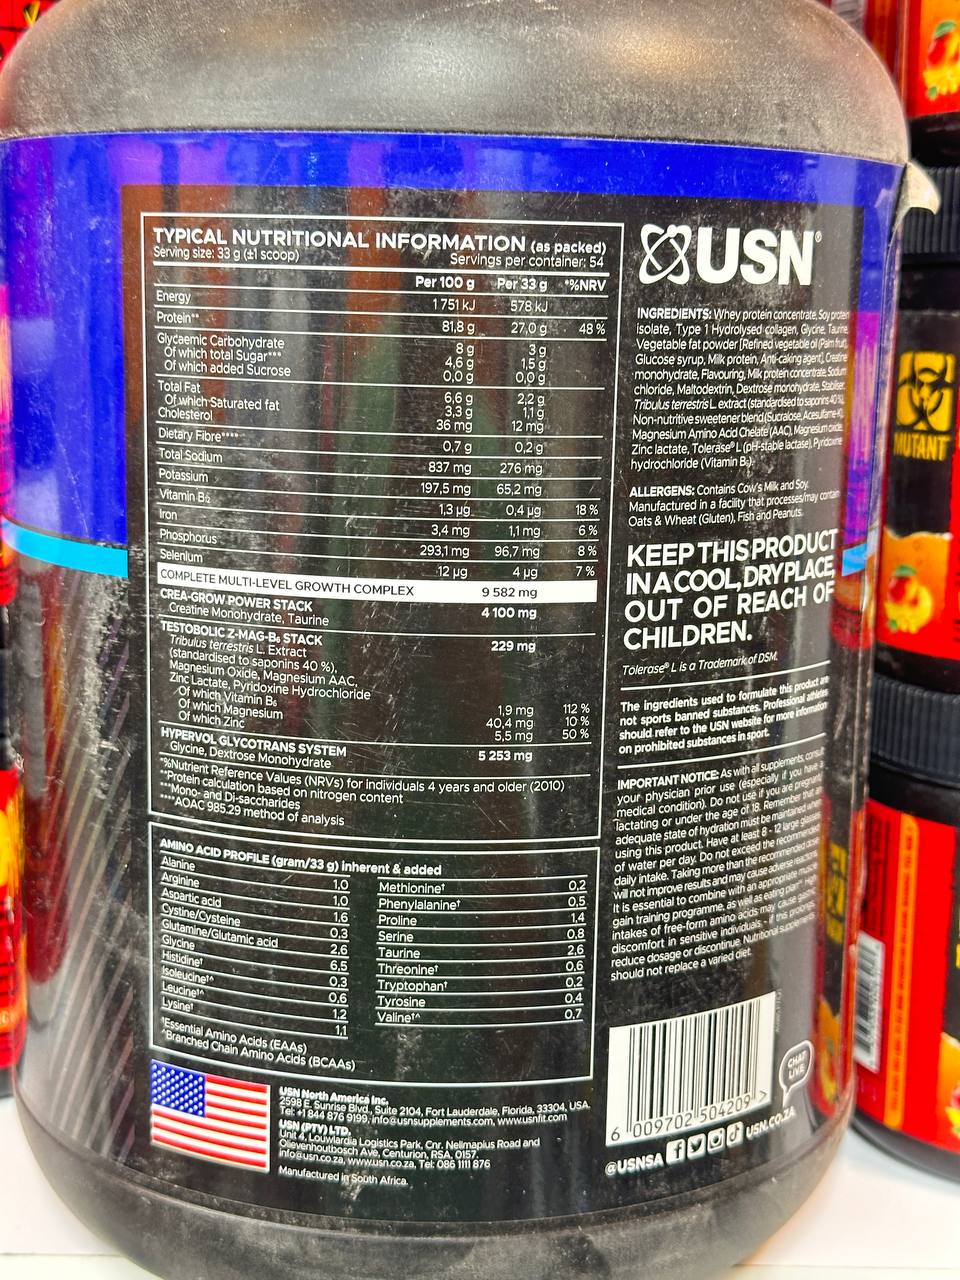 TYPICAL NUTRITIONAL INFORMATION (as packed)
Serving size: 33 g (±1 scoop) Servings per container: 54
Per 100 g Per 33 g *%NRV
Energy 1 751 kJ 578 kJ
Protein** 81,8 g 27,0 g 48 %
Glycaemic Carbohydrate 8 g 3 g
Of which total Sugar*** 4,6 g 1,5 g
Of which added Sucrose 0,0 g 0,0 g
Total Fat 6,6 g 2,2 g
Of which Saturated fat 3,3 g 1,1 g
Cholesterol 36 mg 12 mg
Dietary Fibre**** 0,7 g 0,2 g
Total Sodium 837 mg 276 mg
Potassium 197,5 mg 65,2 mg
Vitamin B₆ 1,3 µg 0,4 µg 18 %
Iron 3,4 mg 1,1 mg 6 %
Phosphorus 293,1 mg 96,7 mg 8 %
Selenium 12 µg 4 µg 7 %
COMPLETE MULTI-LEVEL GROWTH COMPLEX 9 582 mg
CREA-GROW POWER STACK 4 100 mg
Creatine Monohydrate, Taurine
TESTOBOLIC Z-MAG-B₆ STACK 229 mg
Tribulus terrestris L. Extract
(standardised to saponins 40 %),
Magnesium Oxide, Magnesium AAC,
Zinc Lactate, Pyridoxine Hydrochloride
Of which Vitamin B₆ 1,9 mg 112 %
Of which Magnesium 40,4 mg 10 %
Of which Zinc 5,5 mg 50 %
HYPERVOL GLYCOTRANS SYSTEM 5 253 mg
Glycine, Dextrose Monohydrate
*%Nutrient Reference Values (NRVs) for individuals 4 years and older (2010)
**Protein calculation based on nitrogen content
***Mono- and Di-saccharides
****AOAC 985.29 method of analysis
AMINO ACID PROFILE (gram/33 g) inherent & added
Alanine 1,0
Arginine 1,0
Aspartic acid 1,6
Cystine/Cysteine 0,3
Glutamine/Glutamic acid 2,6
Glycine 6,5
Histidine† 0,3
Isoleucine†^ 0,6
Leucine†^ 1,2
Lysine† 1,1
Methionine† 0,2
Phenylalanine† 0,5
Proline 1,4
Serine 0.8
Taurine 2,6
Threonine† 0,6
Tryptophan† 0,2
Tyrosine 0,4
Valine†^ 0,7
†Essential Amino Acids (EAAs)
^Branched Chain Amino Acids (BCAAs)
USN North America Inc.
2598 E. Sunrise Blvd., Suite 2104, Fort Lauderdale, Florida, 33304, USA.
Tel: +1 844 876 9199, info@usnsupplements.com, www.usnfit.com
USN (PTY) LTD.
Unit 4, Louwlardia Logistics Park, Cnr. Nellmapius Road and
Olievenhoutbosch Ave, Centurion, RSA, 0157.
info@usn.co.za, www.usn.co.za, Tel: 086 1111 876
Manufactured in South Africa.
USN®
INGREDIENTS: Whey protein concentrate, Soy protein
isolate, Type 1 Hydrolysed collagen, Glycine, Taurine,
Vegetable fat powder [Refined vegetable oil (Palm fruit),
Glucose syrup, Milk protein, Anti-caking agent], Creatine
monohydrate, Flavouring, Milk protein concentrate, Sodium
chloride, Maltodextrin, Dextrose monohydrate, Stabiliser,
Tribulus terrestris L. extract (standardised to saponins 40 %),
Non-nutritive sweetener blend (Sucralose, Acesulfame-K),
Magnesium Amino Acid Chelate (AAC), Magnesium oxide,
Zinc lactate, Tolerase® L (pH-stable lactase), Pyridoxine
hydrochloride (Vitamin B₆).
ALLERGENS: Contains Cow's Milk and Soy.
Manufactured in a facility that processes/may contain
Oats & Wheat (Gluten), Fish and Peanuts.
KEEP THIS PRODUCT
IN A COOL, DRY PLACE,
OUT OF REACH OF
CHILDREN.
Tolerase® L is a Trademark of DSM.
The ingredients used to formulate this product are
not sports banned substances. Professional athletes
should refer to the USN website for more information
on prohibited substances in sport.
IMPORTANT NOTICE: As with all supplements, consult
your physician prior use (especially if you have a
medical condition). Do not use if you are pregnant,
lactating or under the age of 18. Remember that an
adequate state of hydration must be maintained when
using this product. Have at least 8 - 12 large glasses
of water per day. Do not exceed the recommended
daily intake. Taking more than the recommended dose
will not improve results and may cause adverse reactions.
It is essential to combine with an appropriate muscle
gain training programme, as well as eating plan. High
intakes of free-form amino acids may cause gastric
discomfort in sensitive individuals - if this prolongs,
reduce dosage or discontinue. Nutritional supplements
should not replace a varied diet.
6 009702 504209 >
CHAT
LIVE
@USNSA USN.CO.ZA
MUTANT